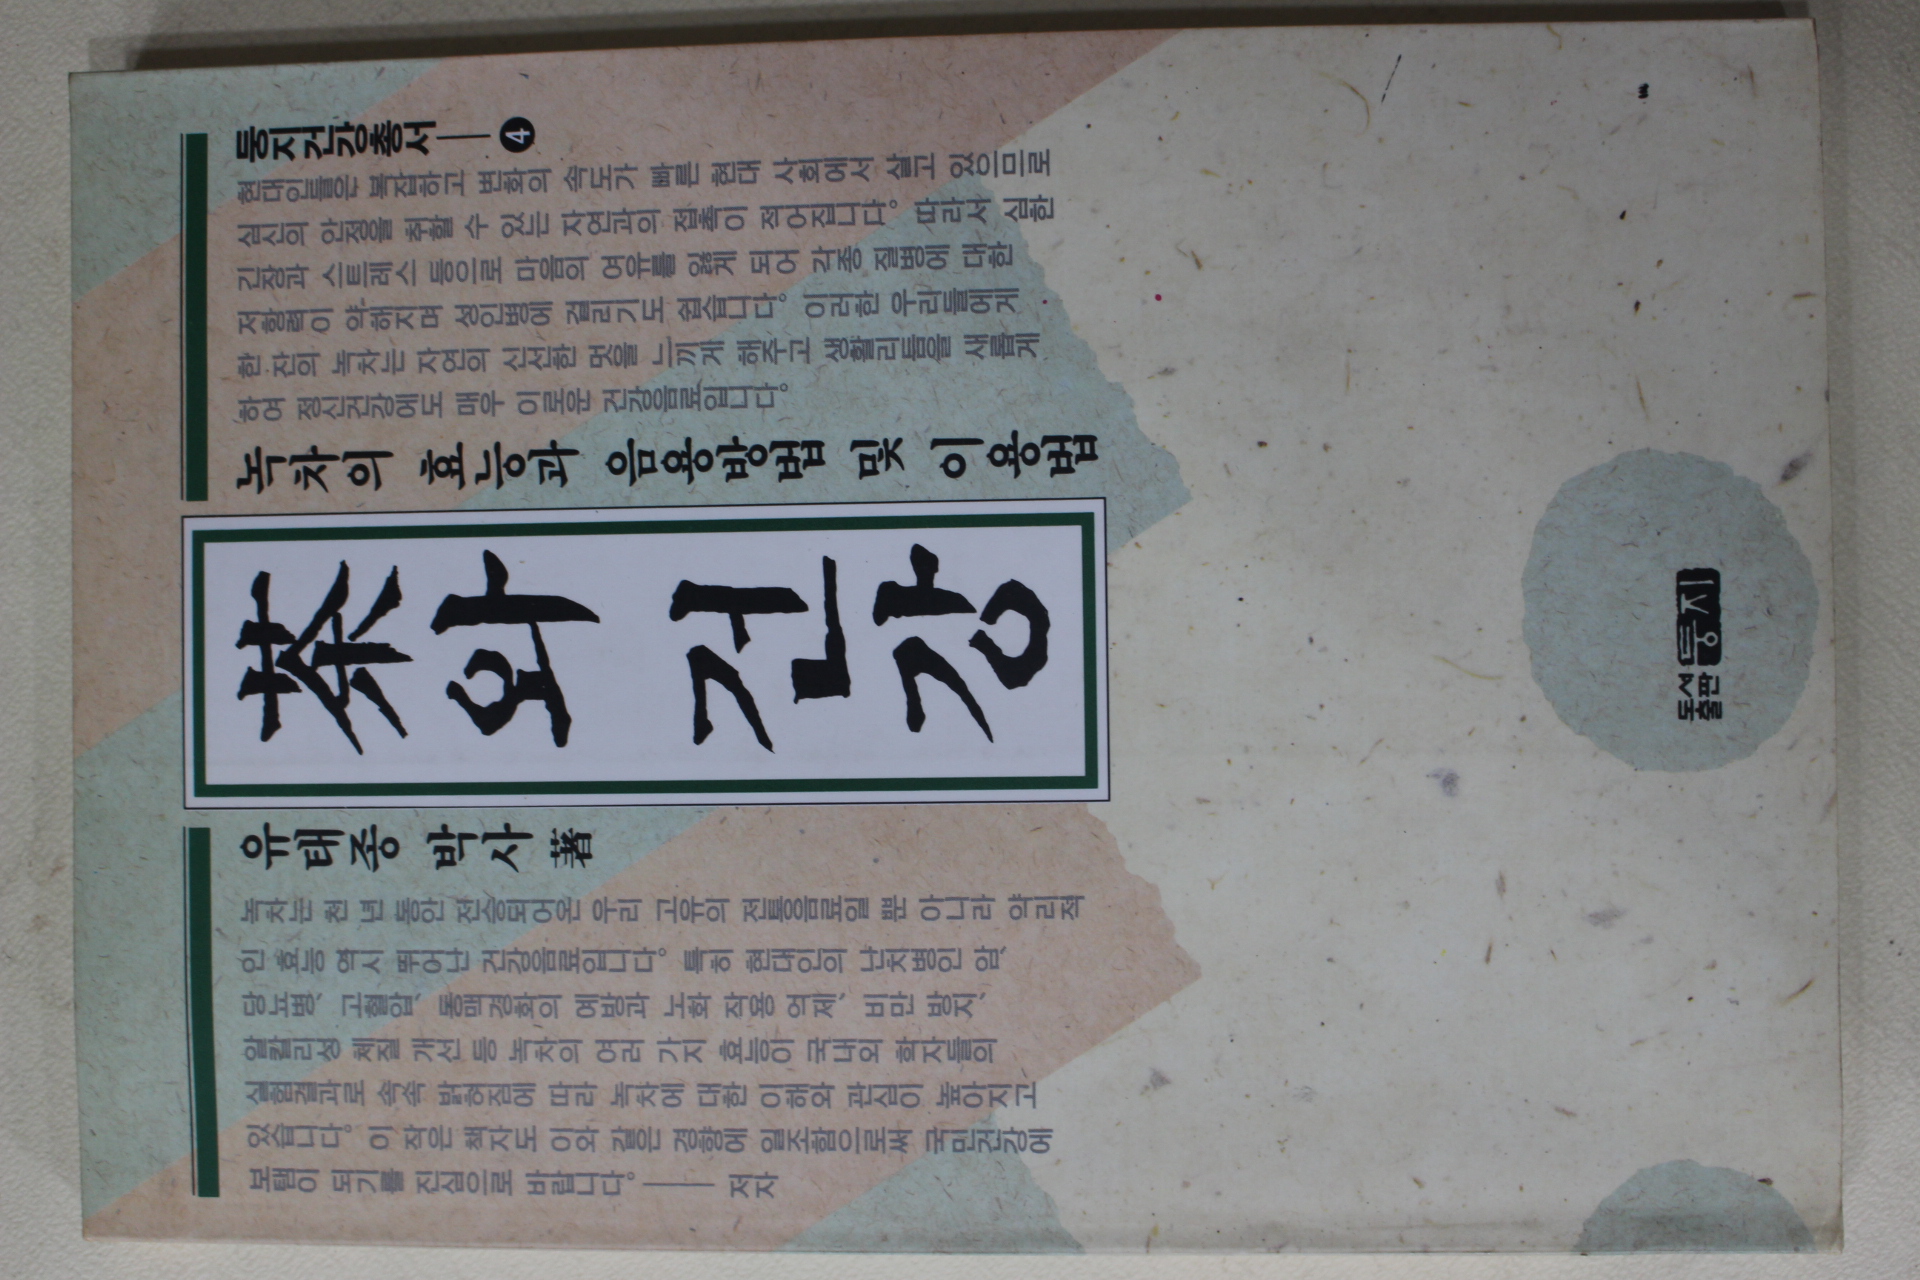 둥지건강총서──❹
현대인들은 복잡하고 변화의 속도가 빠른 현대 사회에서 살고 있으므로
심신의 안정을 취할 수 있는 자연과의 접촉이 적어집니다. 따라서 심한
긴장과 스트레스 등으로 마음의 여유를 잃게 되어 각종 질병에 대한
저항력이 약해지며 성인병에 걸리기도 쉽습니다. 이러한 우리들에게
한 잔의 녹차는 자연의 신선한 멋을 느끼게 해주고 생활리듬을 새롭게
하여 정신건강에도 매우 이로운 건강음료입니다.
녹차의 효능과 음용방법 및 이용법
茶와 건강
유태종 박사 著
녹차는 천 년 동안 전승되어온 우리 고유의 전통음료일 뿐 아니라 약리적
인 효능 역시 뛰어난 건강음료입니다. 특히 현대인의 난치병인 암,
당뇨병, 고혈압, 동맥경화의 예방과 노화 작용 억제, 비만 방지,
알칼리성 체질 개선 등 녹차의 여러 가지 효능이 국내외 학자들의
실험결과로 속속 밝혀짐에 따라 녹차에 대한 이해와 관심이 높아지고
있습니다. 이 작은 책자도 이와 같은 경향에 일조함으로써 국민건강에
보탬이 되기를 진심으로 바랍니다. ──저자
도서출판 둥지